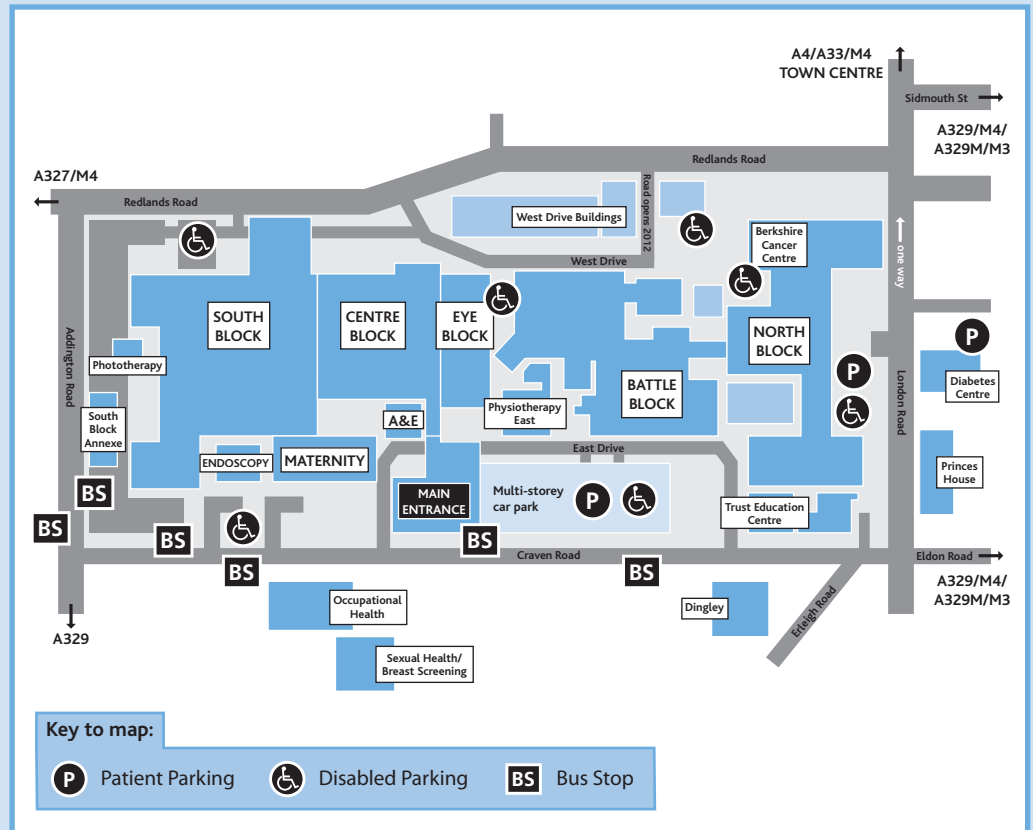 A4/A33/M4
TOWN CENTRE
Sidmouth St
A329/M4/
A329M/M3
Redlands Road
A327/M4
Redlands Road
Road opens 2012
West Drive Buildings
Berkshire
Cancer
Centre
one way
West Drive
SOUTH
BLOCK
CENTRE
BLOCK
EYE
BLOCK
NORTH
BLOCK
P
Addington Road
Phototherapy
P
Diabetes
Centre
London Road
BATTLE
BLOCK
South
Block
Annexe
A&E
Physiotherapy
East
East Drive
ENDOSCOPY
MATERNITY
Princes
House
BS
MAIN
ENTRANCE
Multi-storey
car park
P
Trust Education
Centre
BS
BS
BS
Craven Road
Eldon Road
BS
BS
A329/M4/
A329M/M3
Occupational
Health
Dingley
Erleigh Road
A329
Sexual Health/
Breast Screening
Key to map:
P Patient Parking
Disabled Parking
BS Bus Stop